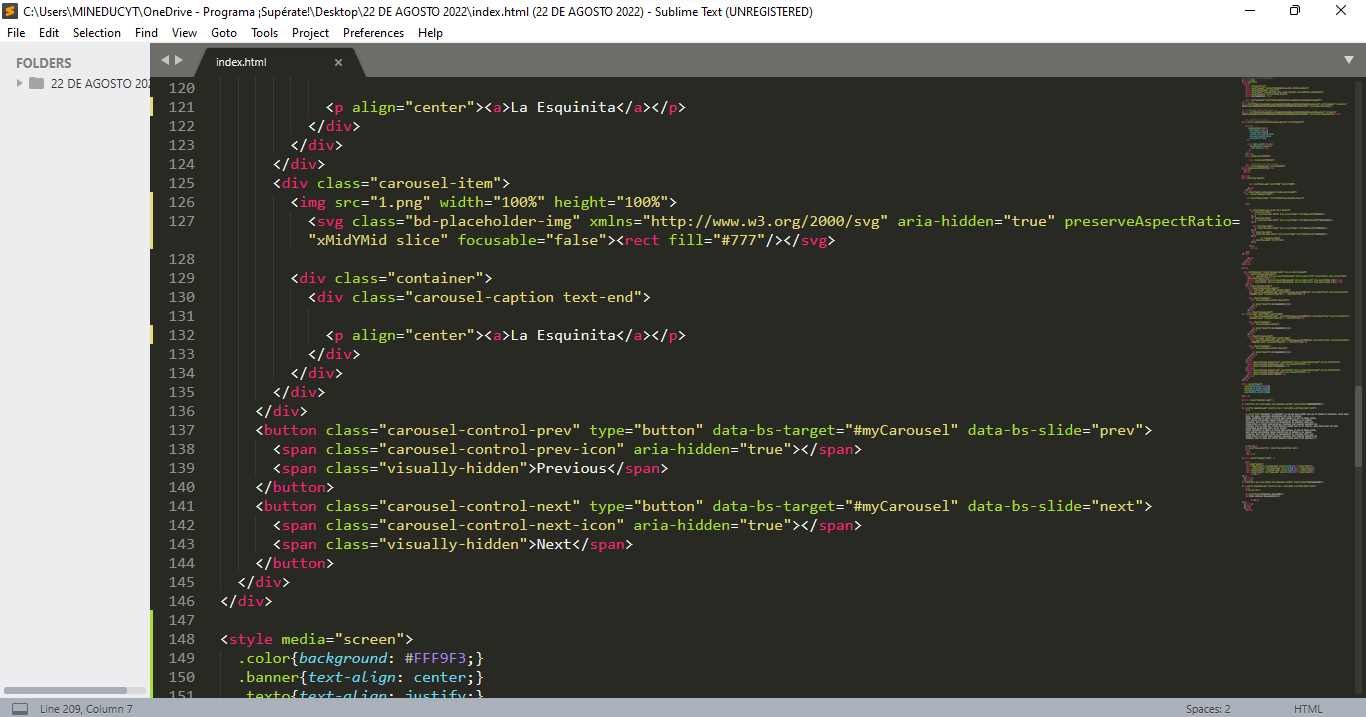 C:\Users\MINEDUCYT\OneDrive - Programa ¡Supérate!\Desktop\22 DE AGOSTO 2022\index.html (22 DE AGOSTO 2022) - Sublime Text (UNREGISTERED)
File Edit Selection Find View Goto Tools Project Preferences Help
FOLDERS
22 DE AGOSTO 202
index.html
120
121 <p align="center"><a>La Esquinita</a></p>
122 </div>
123 </div>
124 </div>
125 <div class="carousel-item">
126 <img src="1.png" width="100%" height="100%">
127 <svg class="bd-placeholder-img" xmlns="http://www.w3.org/2000/svg" aria-hidden="true" preserveAspectRatio=
"xMidYMid slice" focusable="false"><rect fill="#777"/></svg>
128
129 <div class="container">
130 <div class="carousel-caption text-end">
131
132 <p align="center"><a>La Esquinita</a></p>
133 </div>
134 </div>
135 </div>
136 </div>
137 <button class="carousel-control-prev" type="button" data-bs-target="#myCarousel" data-bs-slide="prev">
138 <span class="carousel-control-prev-icon" aria-hidden="true"></span>
139 <span class="visually-hidden">Previous</span>
140 </button>
141 <button class="carousel-control-next" type="button" data-bs-target="#myCarousel" data-bs-slide="next">
142 <span class="carousel-control-next-icon" aria-hidden="true"></span>
143 <span class="visually-hidden">Next</span>
144 </button>
145 </div>
146 </div>
147
148 <style media="screen">
149 .color{background: #FFF9F3;}
150 .banner{text-align: center;}
151 .texto{text-align: justify;}
Line 209, Column 7
Spaces: 2
HTML